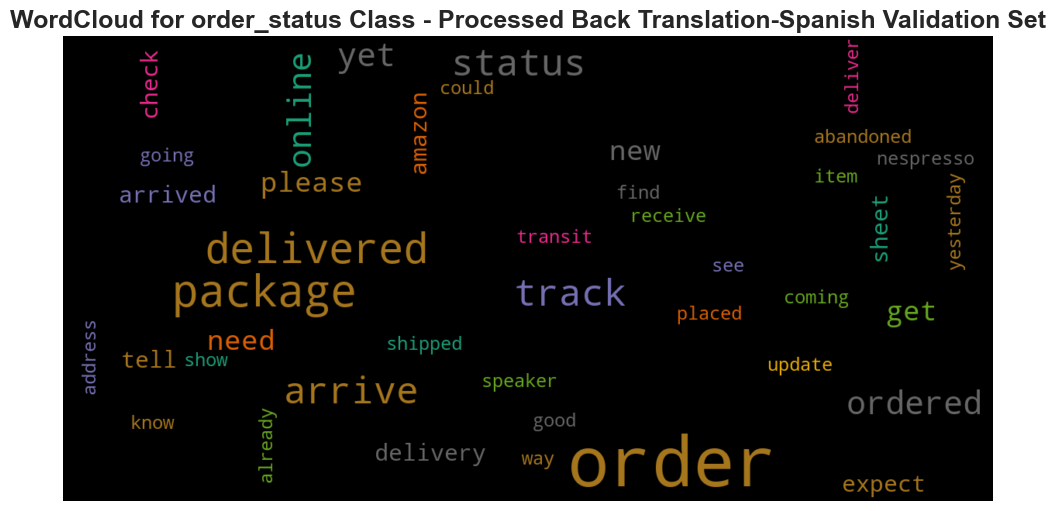 WordCloud for order_status Class - Processed Back Translation-Spanish Validation Set
check
online
yet
status
could
amazon
deliver
going
arrived
please
new
find
receive
abandoned
nespresso
item
sheet
yesterday
delivered
transit
see
package
track
placed
coming
get
address
need
tell
show
shipped
speaker
update
arrive
ordered
know
already
delivery
good
way
order
expect